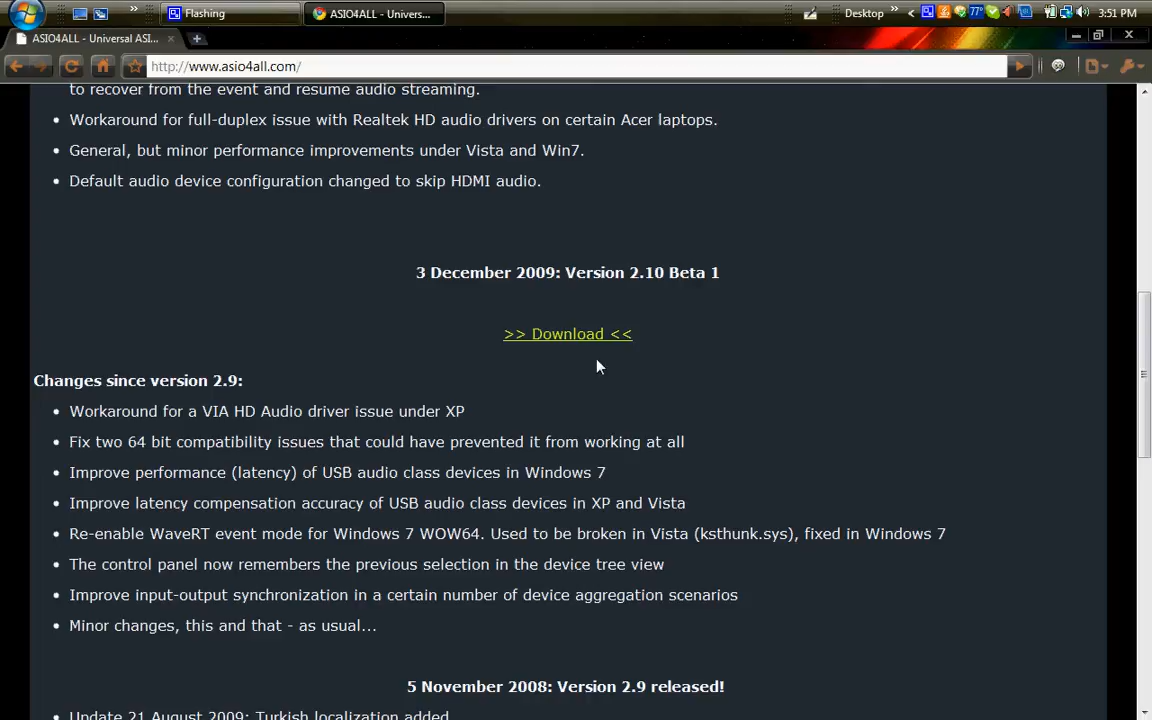 » Flashing ASIO4ALL - Univers... Desktop » < 77° 3:51 PM
ASIO4ALL - Universal ASI...
http://www.asio4all.com/
to recover from the event and resume audio streaming.
• Workaround for full-duplex issue with Realtek HD audio drivers on certain Acer laptops.
• General, but minor performance improvements under Vista and Win7.
• Default audio device configuration changed to skip HDMI audio.
3 December 2009: Version 2.10 Beta 1
>> Download <<
Changes since version 2.9:
• Workaround for a VIA HD Audio driver issue under XP
• Fix two 64 bit compatibility issues that could have prevented it from working at all
• Improve performance (latency) of USB audio class devices in Windows 7
• Improve latency compensation accuracy of USB audio class devices in XP and Vista
• Re-enable WaveRT event mode for Windows 7 WOW64. Used to be broken in Vista (ksthunk.sys), fixed in Windows 7
• The control panel now remembers the previous selection in the device tree view
• Improve input-output synchronization in a certain number of device aggregation scenarios
• Minor changes, this and that - as usual...
5 November 2008: Version 2.9 released!
• Update 21 August 2009: Turkish localization added